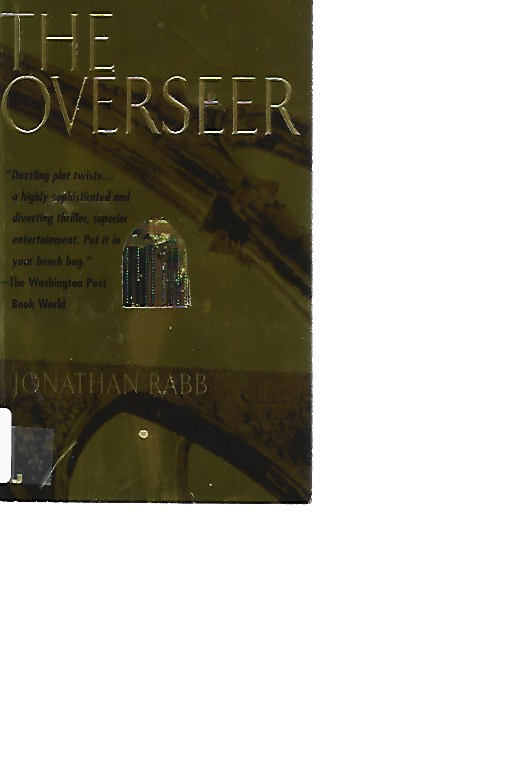 THE
OVERSEER
"Dazzling plot twists...
a highly sophisticated and
diverting thriller, superior
entertainment. Put it in
your beach bag."
—The Washington Post
Book World
JONATHAN RABB